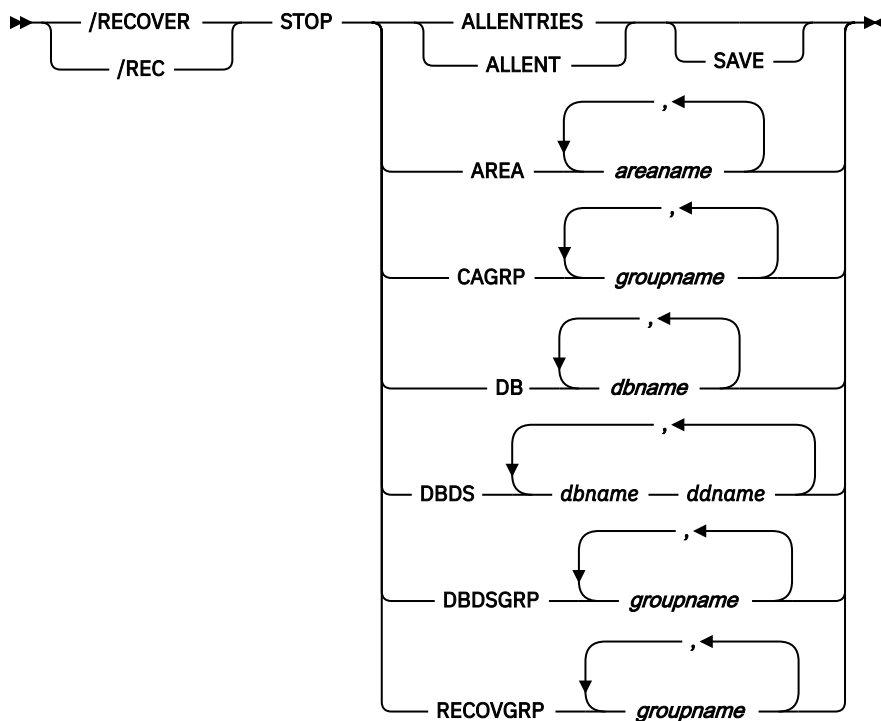 /RECOVER STOP ALLENTRIES
/REC ALLENT SAVE
,
AREA areaname
,
CAGRP groupname
,
DB dbname
,
DBDS dbname ddname
,
DBDSGRP groupname
,
RECOVGRP groupname